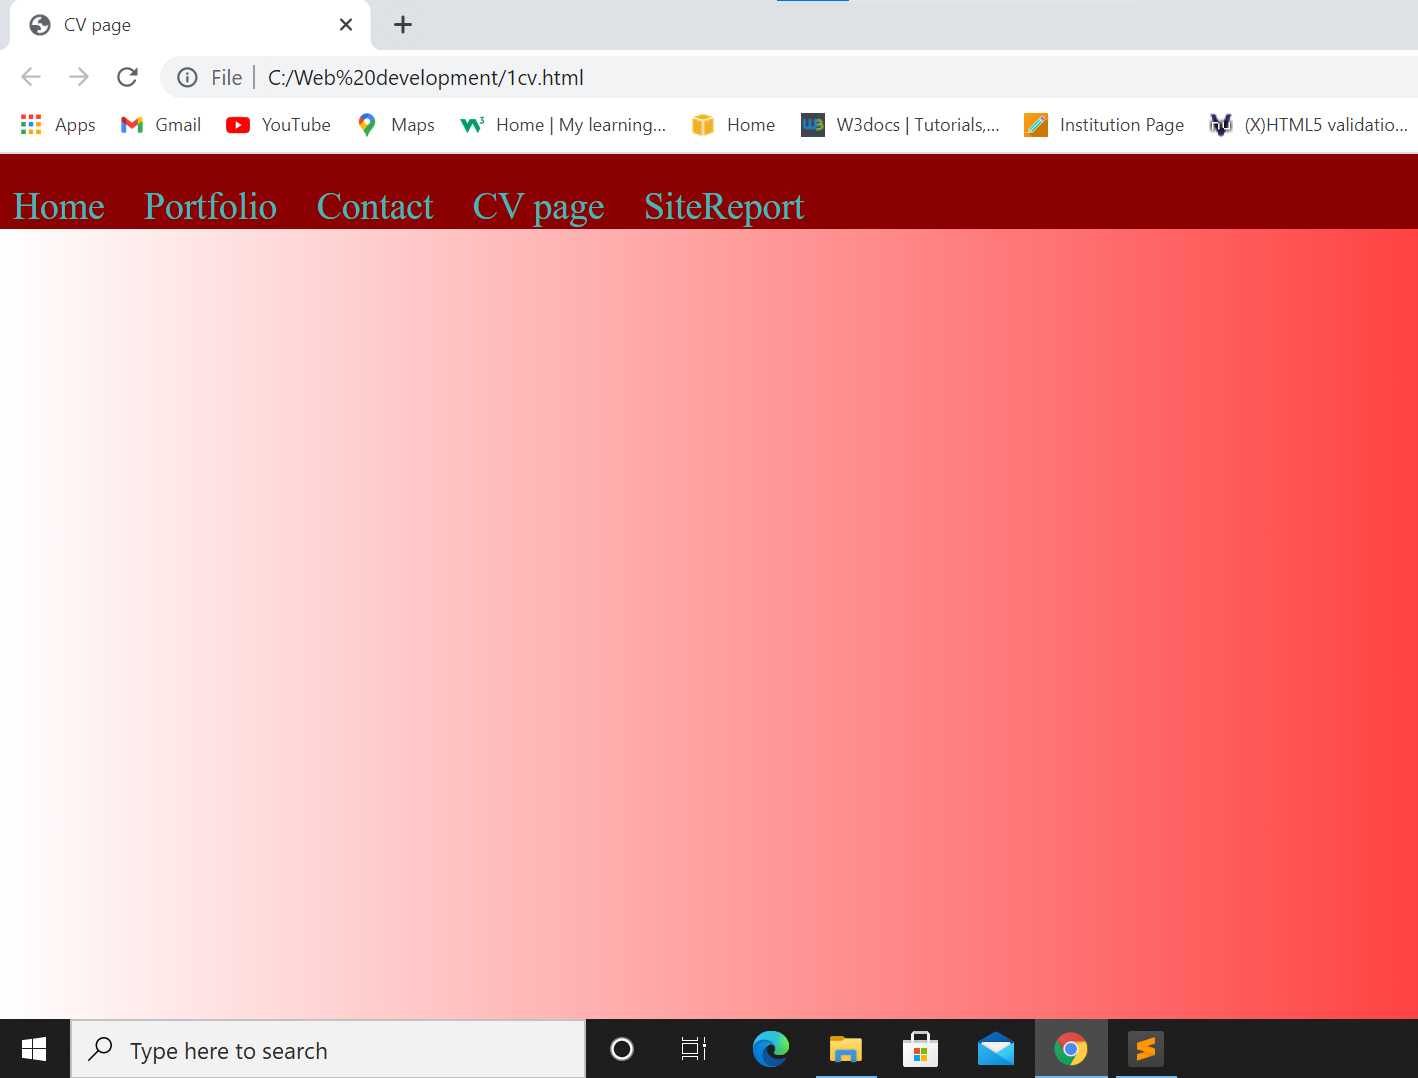 CV page
File | C:/Web%20development/1cv.html
Apps Gmail YouTube Maps Home | My learning... Home W3docs | Tutorials,... Institution Page (X)HTML5 validatio...
Home Portfolio Contact CV page SiteReport
Type here to search